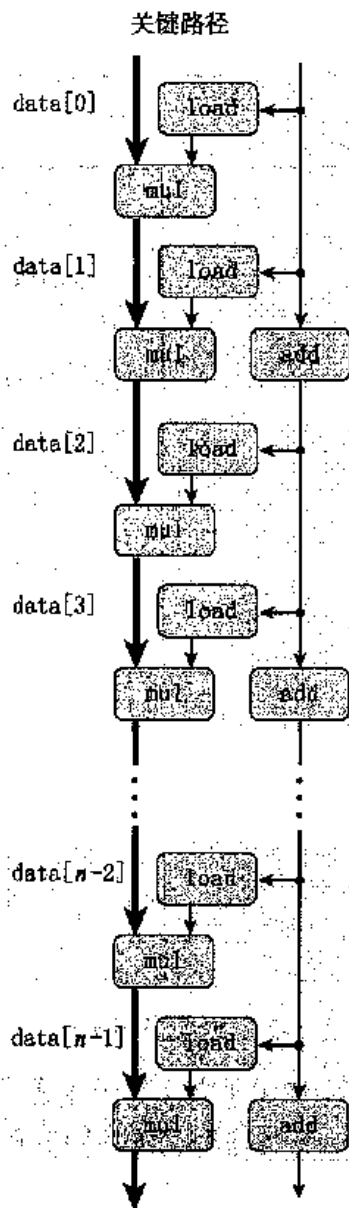 关键路径
data[0]
load
mul
data[1]
load
mul
add
data[2]
load
mul
data[3]
load
mul
add
data[n-2]
load
mul
data[n-1]
load
mul
add